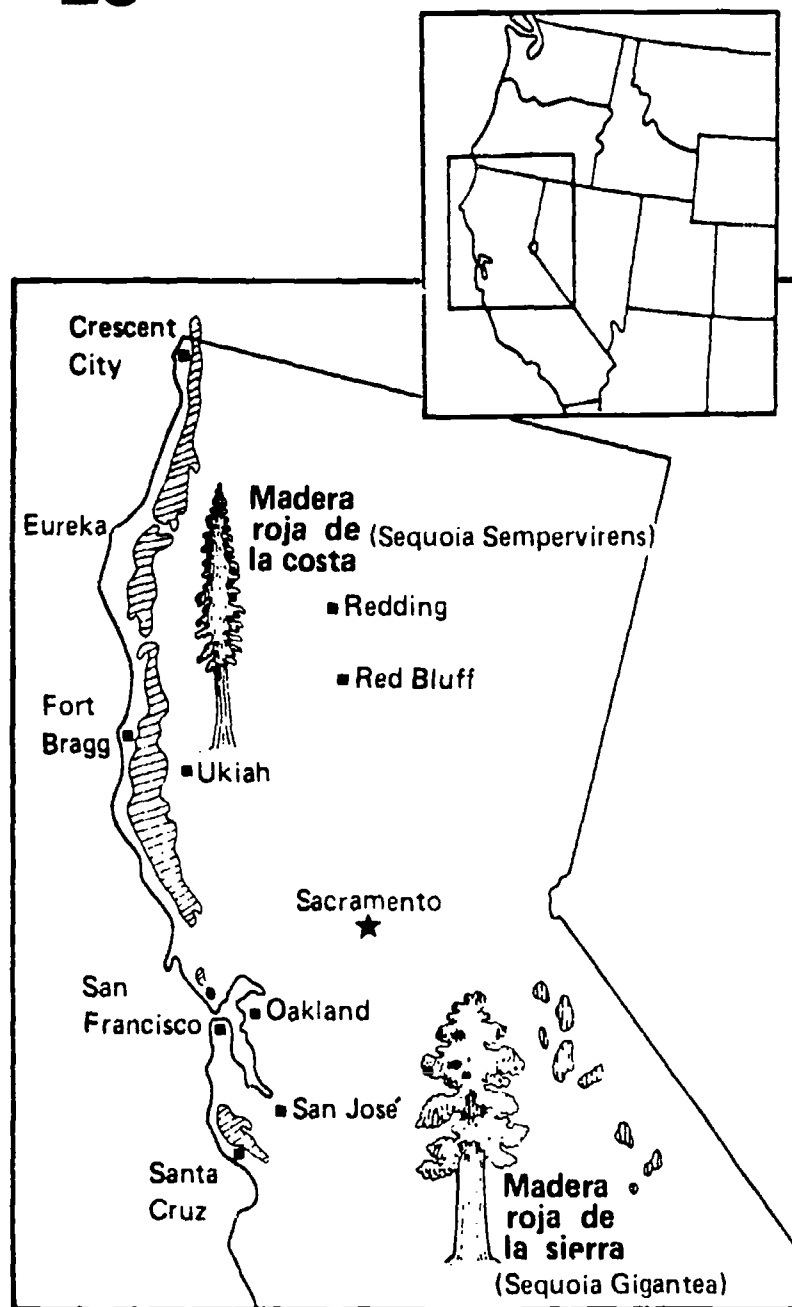 Crescent
City
Eureka
Madera
roja de
la costa
(Sequoia Sempervirens)
Redding
Red Bluff
Fort
Bragg
Ukiah
Sacramento
San
Francisco
Oakland
San José
Santa
Cruz
Madera
roja de
la sierra
(Sequoia Gigantea)